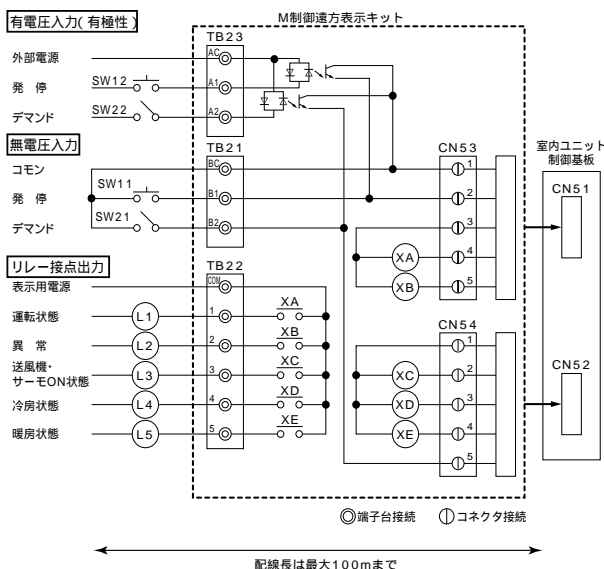 有電圧入力(有極性)
M制御遠方表示キット
TB23
外部電源
AC
発 停
SW12
A1
デマンド
SW22
A2
無電圧入力
TB21
CN53
室内ユニット
制御基板
コモン
BC
1
CN51
発 停
SW11
B1
2
デマンド
SW21
B2
3
XA
4
XB
5
リレー接点出力
TB22
表示用電源
COM
運転状態
L1
1
XA
CN54
1
異 常
L2
2
XB
CN52
送風機・
サーモON状態
L3
3
XC
XC
2
冷房状態
L4
4
XD
XD
3
暖房状態
L5
5
XE
XE
4
5
◎端子台接続
コネクタ接続
配線長は最大100mまで